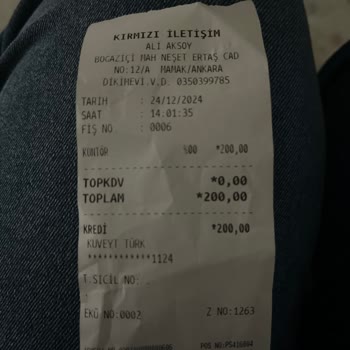 KIRMIZI İLETİŞİM
ALİ AKSOY
BOĞAZİÇİ MAH NEŞET ERTAŞ CAD
NO:12/A MAMAK/ANKARA
DİKİMEVİ.V.D. 0350399785
TARİH : 24/12/2024
SAAT : 14:01:35
FİŞ NO : 0006
KONTÖR %00 *200,00
TOPKDV *0,00
TOPLAM *200,00
KREDİ *200,00
KUVEYT TÜRK
************1124
T.SİCİL NO:
EKÜ NO:0002 Z NO:1263